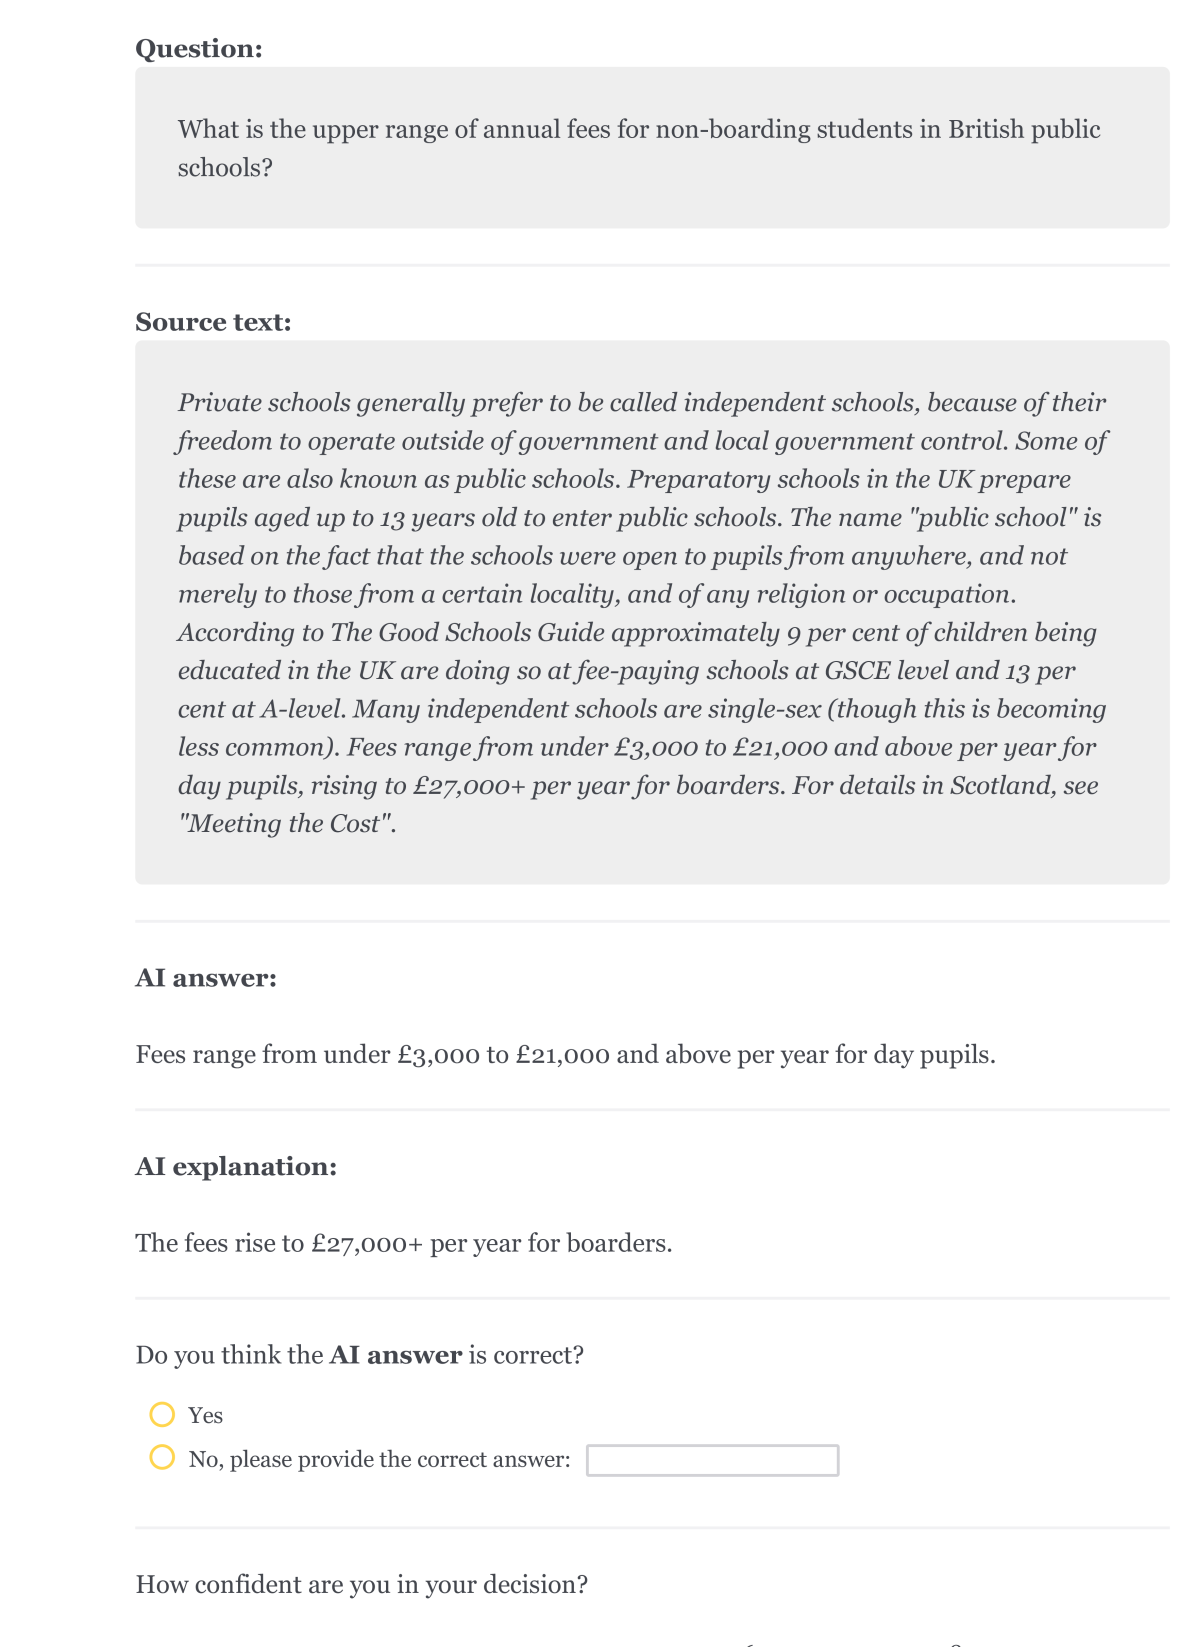 Question:
What is the upper range of annual fees for non-boarding students in British public
schools?
Source text:
Private schools generally prefer to be called independent schools, because of their
freedom to operate outside of government and local government control. Some of
these are also known as public schools. Preparatory schools in the UK prepare
pupils aged up to 13 years old to enter public schools. The name "public school" is
based on the fact that the schools were open to pupils from anywhere, and not
merely to those from a certain locality, and of any religion or occupation.
According to The Good Schools Guide approximately 9 per cent of children being
educated in the UK are doing so at fee-paying schools at GSCE level and 13 per
cent at A-level. Many independent schools are single-sex (though this is becoming
less common). Fees range from under £3,000 to £21,000 and above per year for
day pupils, rising to £27,000+ per year for boarders. For details in Scotland, see
"Meeting the Cost".
AI answer:
Fees range from under £3,000 to £21,000 and above per year for day pupils.
AI explanation:
The fees rise to £27,000+ per year for boarders.
Do you think the AI answer is correct?
Yes
No, please provide the correct answer:
How confident are you in your decision?